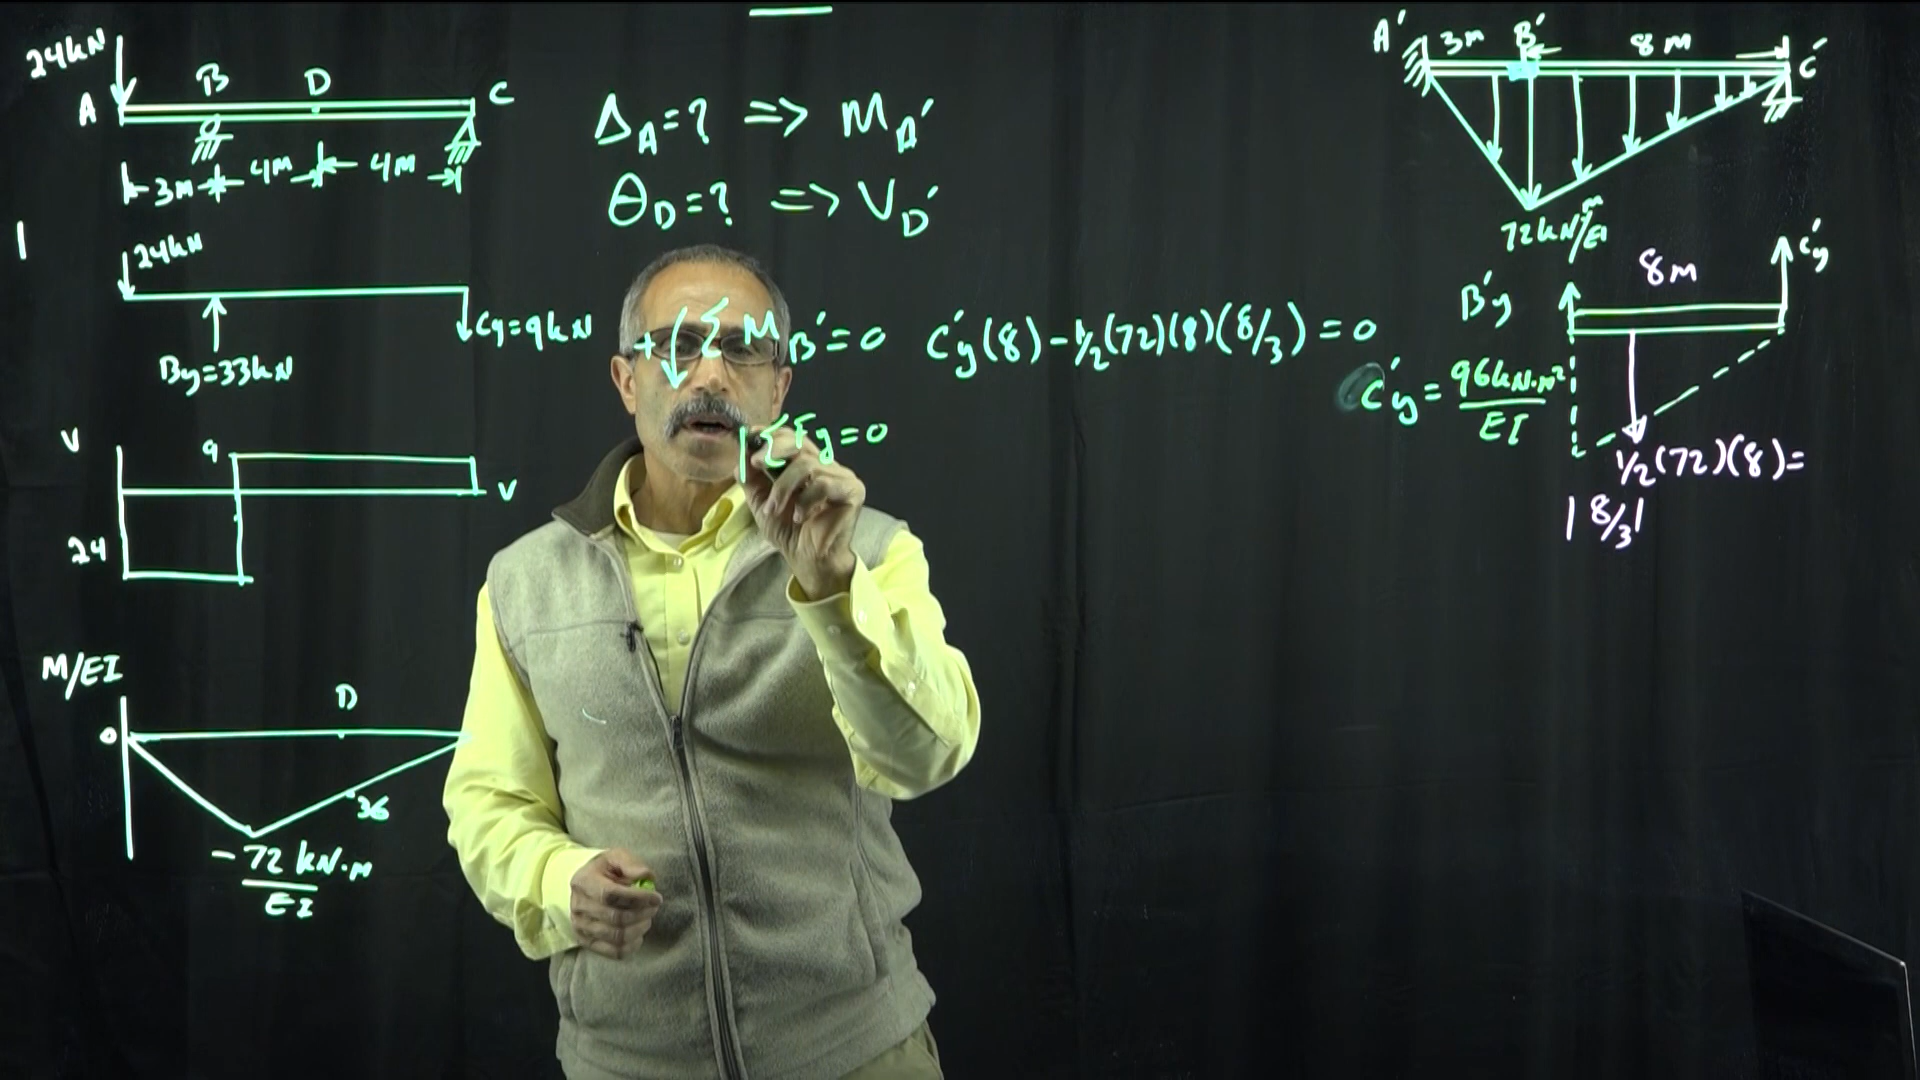 24kN
A B D C
3m 4m 4m
24kN
By=33kN
Cy=9kN
V
9
V
24
M/EI
D
0
36
-72 kN·m
EI
ΔA=? => MA'
θD=? => VD'
+ΣMB'=0 C'y(8)-1/2(72)(8)(8/3)=0
C'y=96kN·m²
EI
ΣFy=0
A' 3m B' 8m C'
72kN·m/EI
8m
B'y C'y
1/2(72)(8)=
8/3